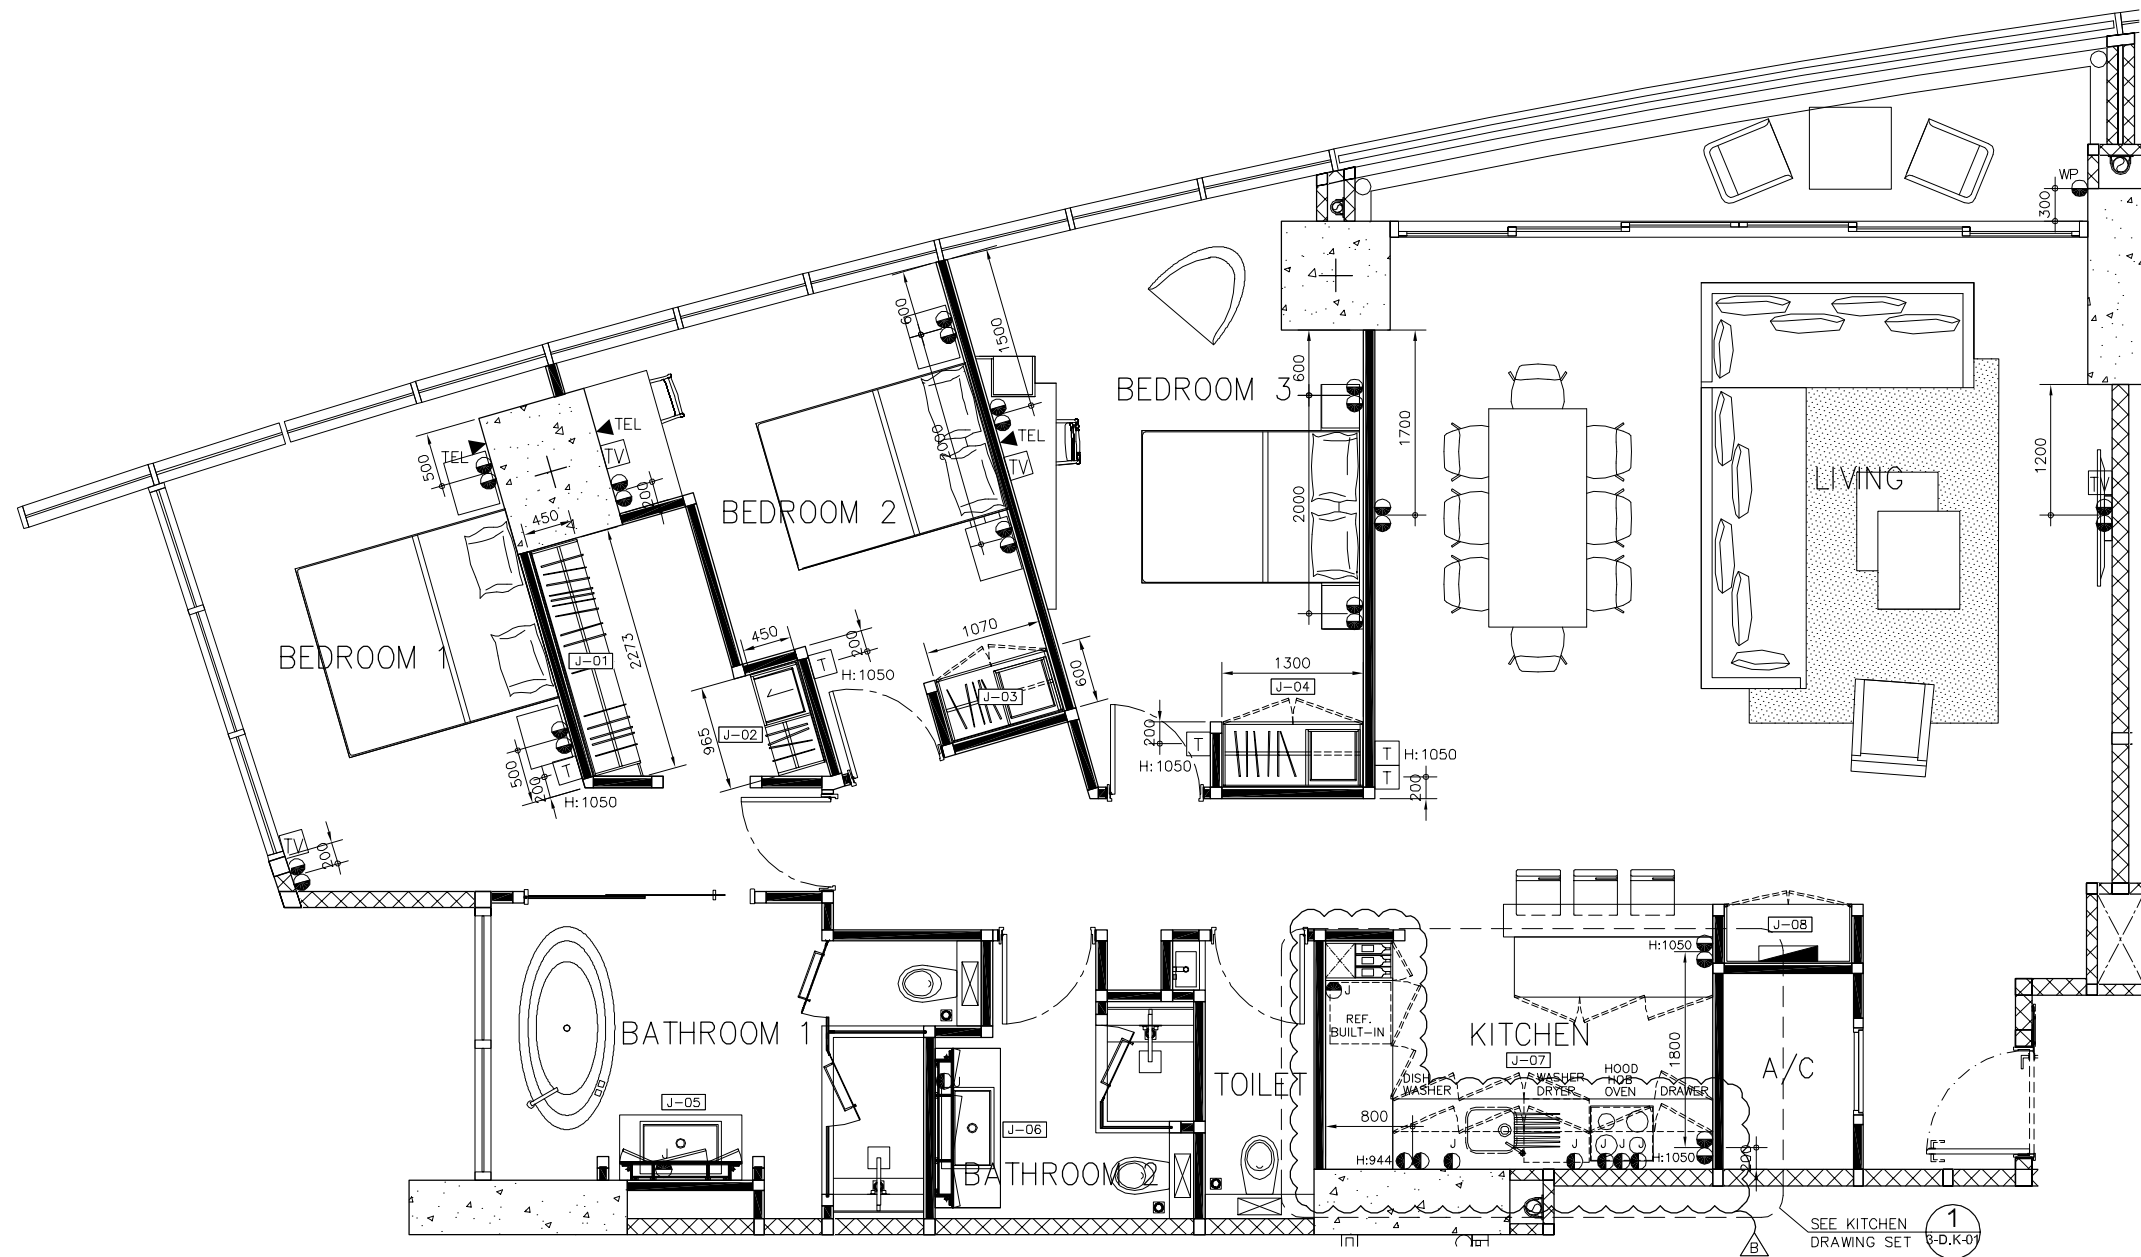 WP
300
600
1500
BEDROOM 3
600
TEL
TEL
TEL
TV
TV
500
200
2000
1700
1200
LIVING
TV
450
BEDROOM 2
2000
BEDROOM 1
J-01
2273
450
200
T
H:1050
1070
J-03
600
1300
J-04
965
J-02
200
T
H:1050
T
H:1050
T
200
500
200
T
H:1050
TV
200
J-08
H:1050
J
REF.
BUILT-IN
BATHROOM 1
KITCHEN
J-07
1800
A/C
TOILET
DISH
WASHER
WASHER
DRYER
HOOD
HOB
OVEN
DRAWER
J
J-05
J-06
800
J
J
J
J
J
J
BATHROOM 2
H:944
H:1050
200
SEE KITCHEN
DRAWING SET
1
3-D.K-01
B